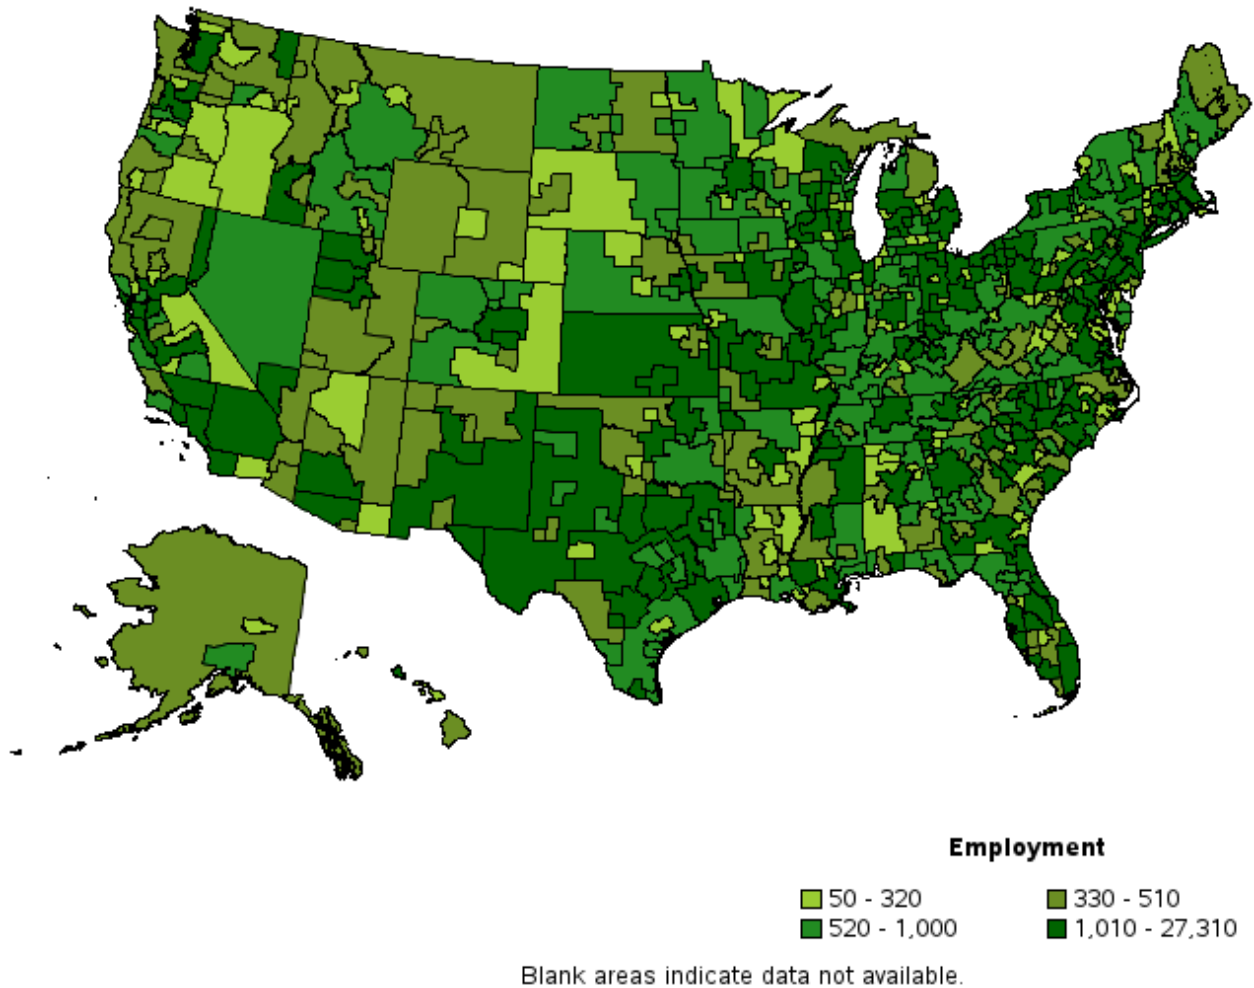 Employment
50 - 320
330 - 510
520 - 1,000
1,010 - 27,310
Blank areas indicate data not available.